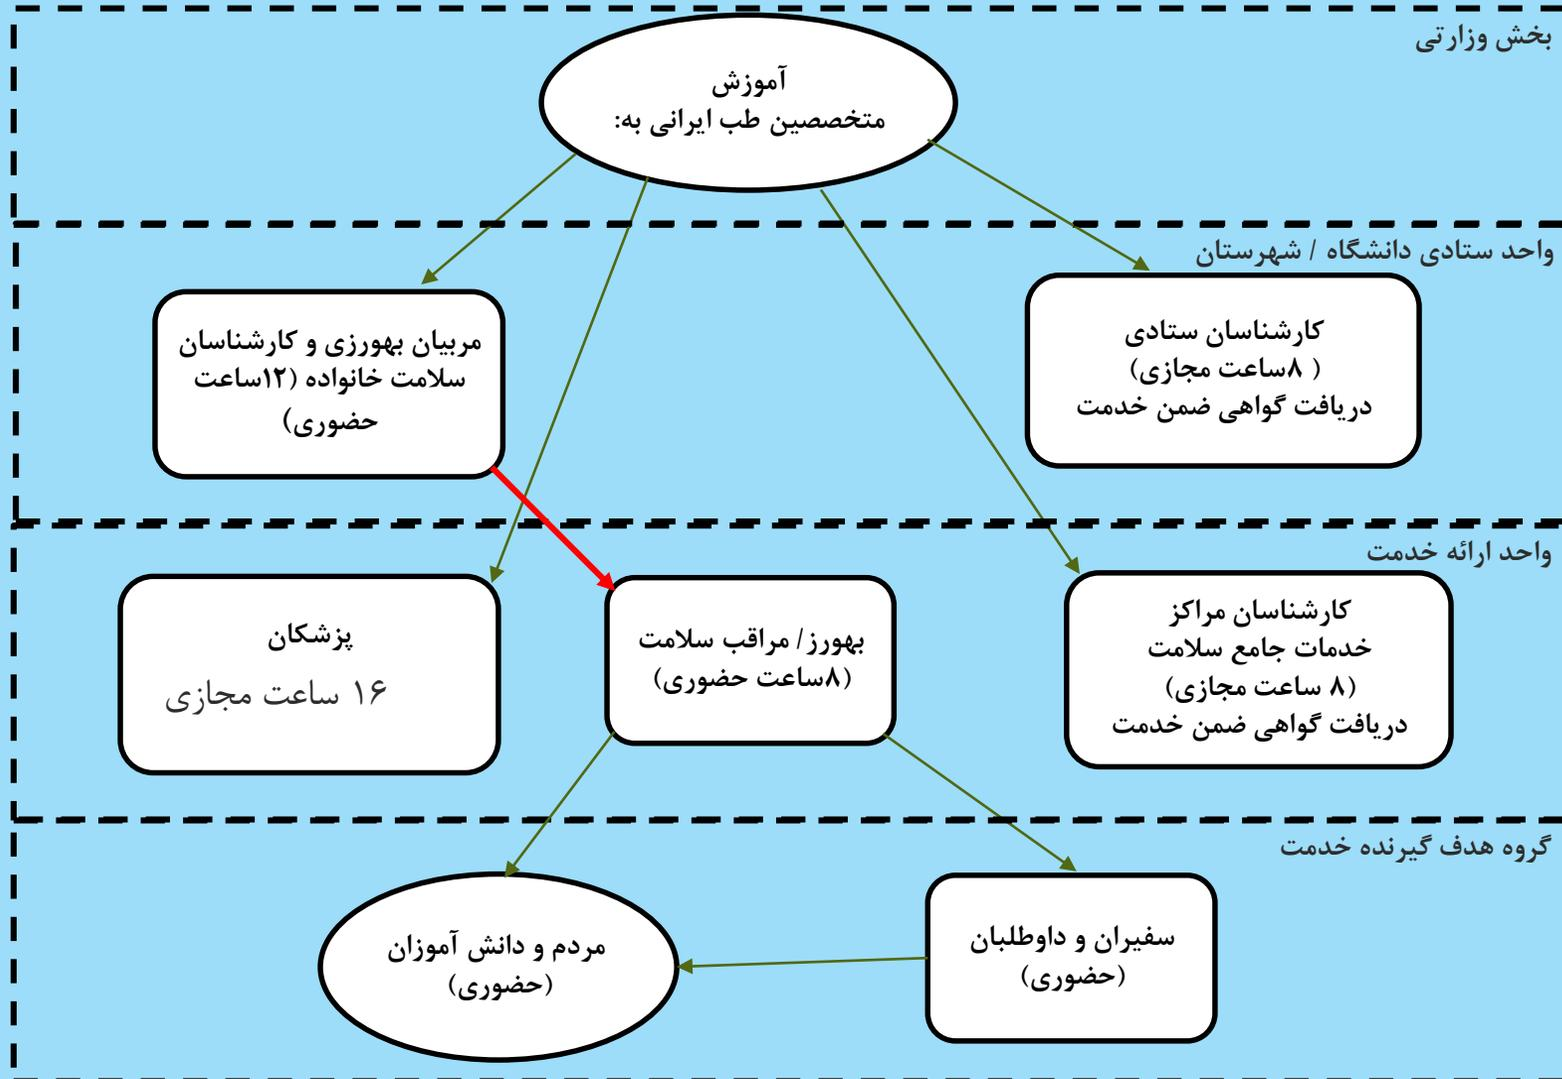 بخش وزارتی
آموزش
متخصصین طب ایرانی به:
واحد ستادی دانشگاه / شهرستان
کارشناسان ستادی
( ۸ساعت مجازی)
دریافت گواهی ضمن خدمت
مربیان بهورزی و کارشناسان
سلامت خانواده (۱۲ساعت
حضوری)
واحد ارائه خدمت
کارشناسان مراکز
خدمات جامع سلامت
(۸ ساعت مجازی)
دریافت گواهی ضمن خدمت
بهورز/ مراقب سلامت
(۸ساعت حضوری)
پزشکان
۱۶ ساعت مجازی
گروه هدف گیرنده خدمت
سفیران و داوطلبان
(حضوری)
مردم و دانش آموزان
(حضوری)